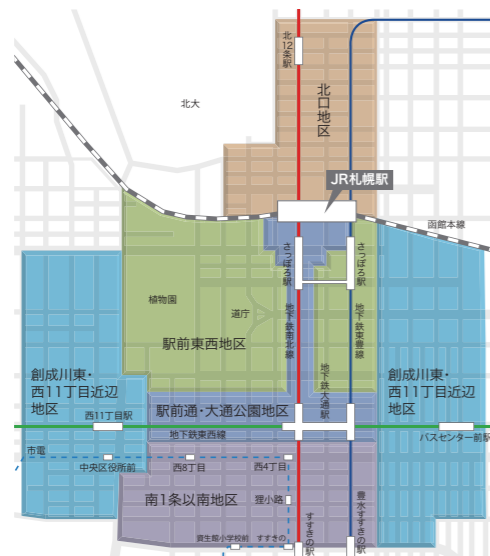 北12条駅
北大
北口地区
JR札幌駅
函館本線
さっぽろ駅
さっぽろ駅
植物園
道庁
地下鉄南北線
地下鉄東豊線
駅前東西地区
地下鉄大通駅
創成川東・
西11丁目近辺
地区
創成川東・
西11丁目近辺
地区
駅前通・大通公園地区
西11丁目駅
地下鉄東西線
バスセンター前駅
市電
中央区役所前
西8丁目
西4丁目
南1条以南地区
狸小路
資生館小学校前
すすきの
すすきの駅
豊水すすきの駅